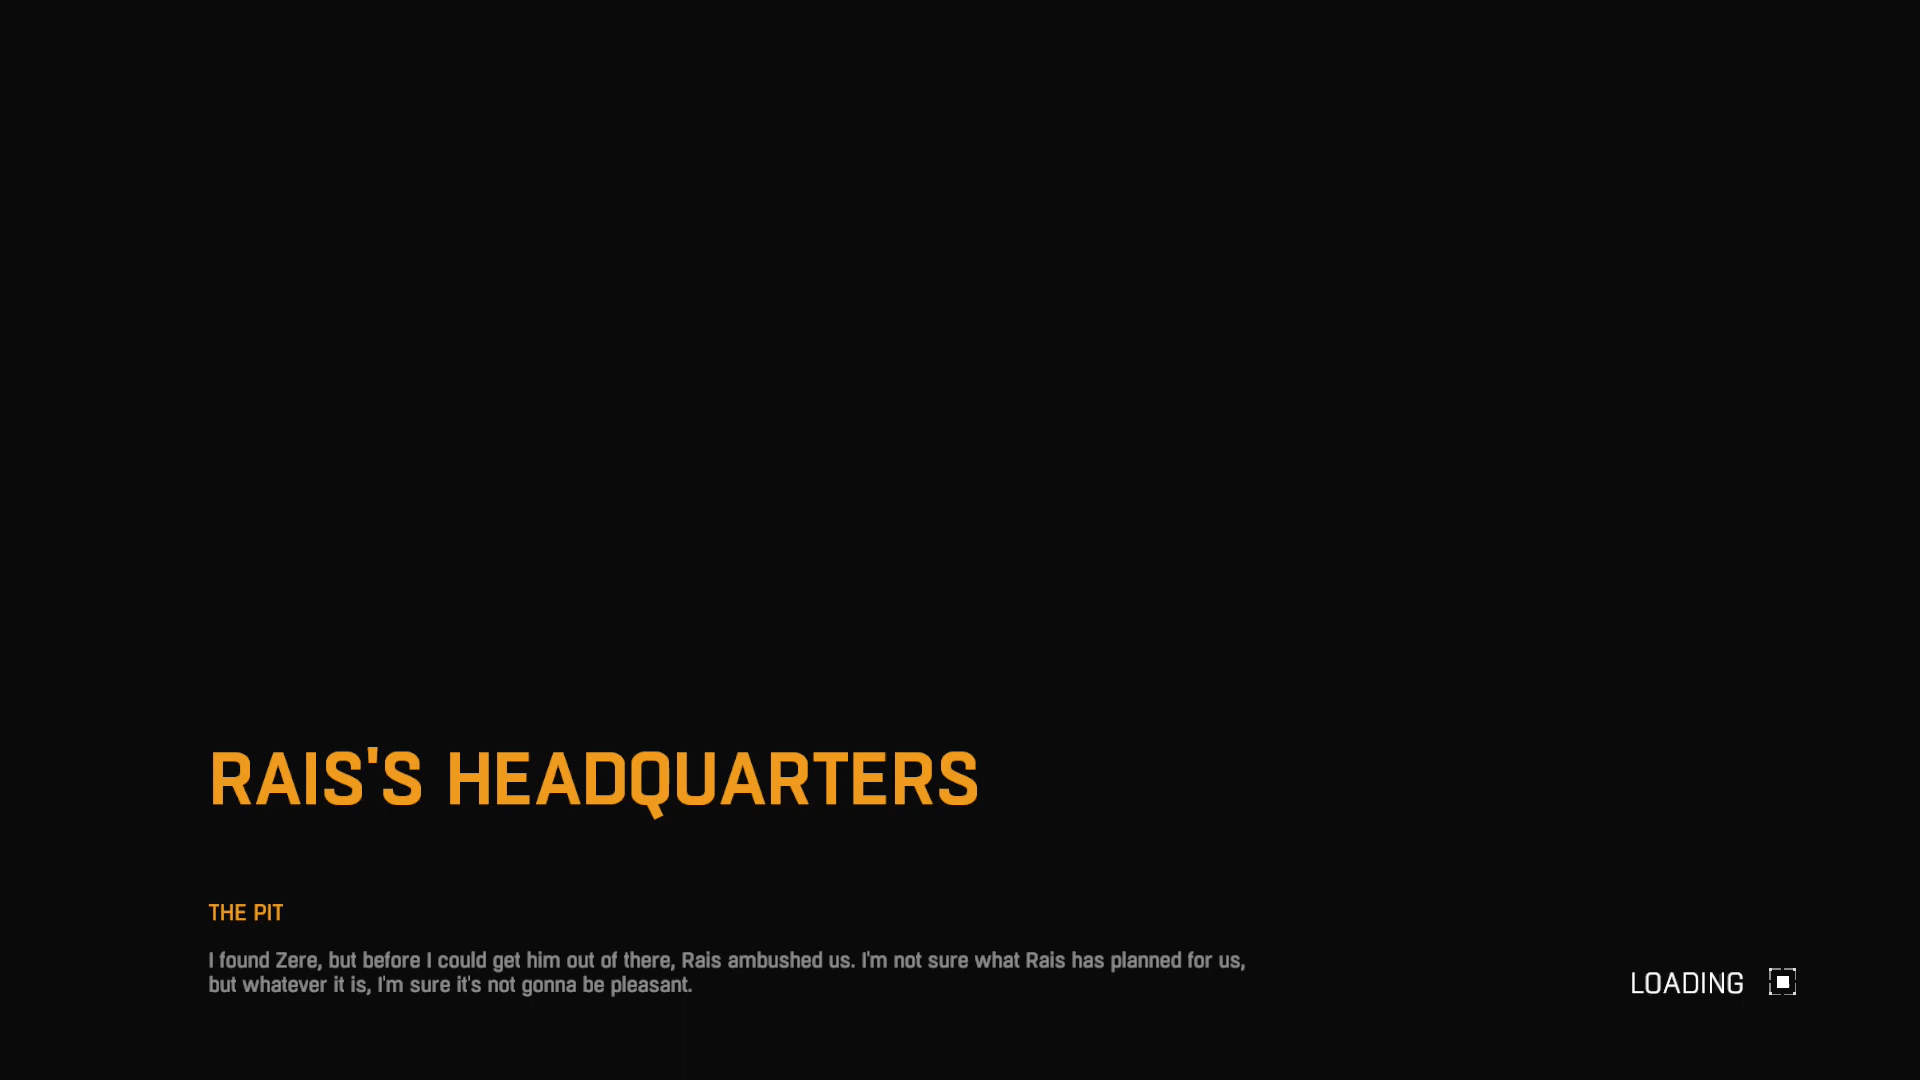 RAIS'S HEADQUARTERS
THE PIT
I found Zere, but before I could get him out of there, Rais ambushed us. I'm not sure what Rais has planned for us,
but whatever it is, I'm sure it's not gonna be pleasant.
LOADING